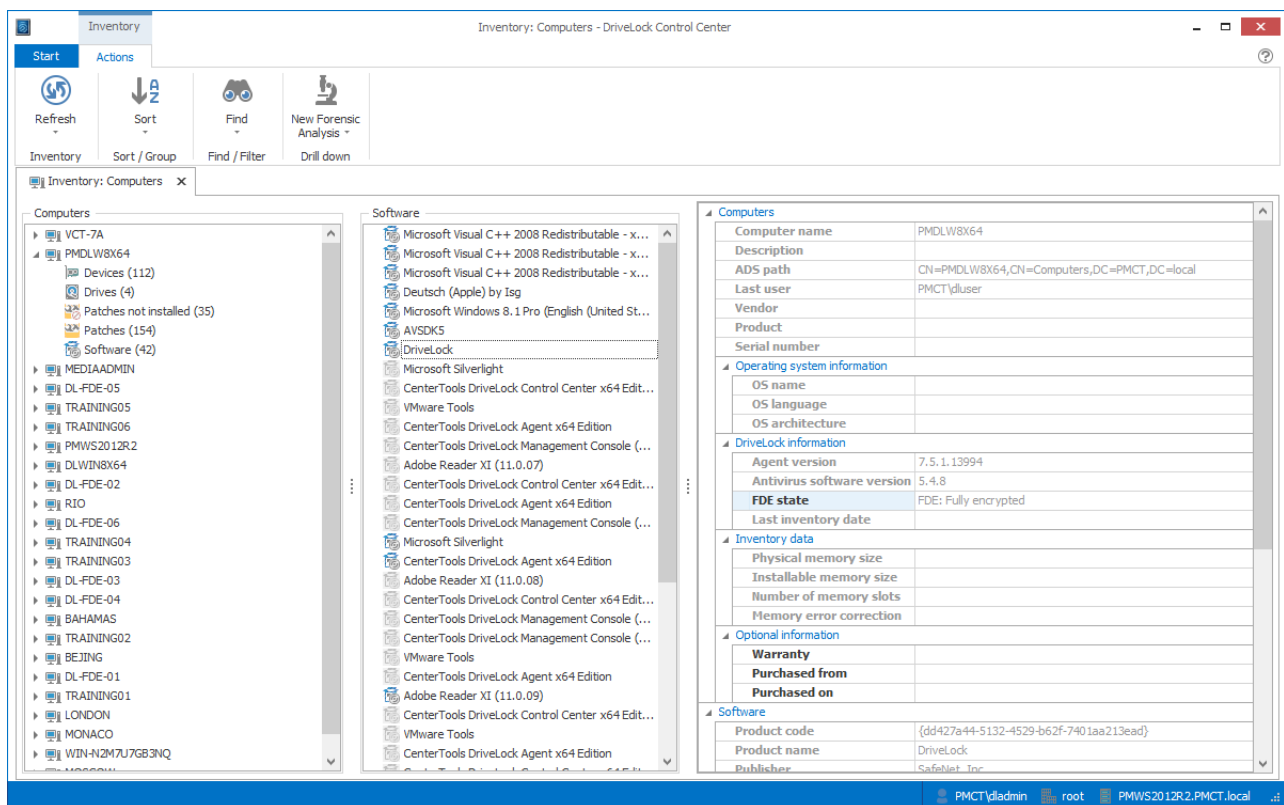 Inventory
Inventory: Computers - DriveLock Control Center
Start
Actions
Refresh
Sort
Find
New Forensic
Analysis
Inventory
Sort / Group
Find / Filter
Drill down
Inventory: Computers
Computers
VCT-7A
PMDLW8X64
Devices (112)
Drives (4)
Patches not installed (35)
Patches (154)
Software (42)
MEDIAADMIN
DL-FDE-05
TRAINING05
TRAINING06
PMWS2012R2
DLWIN8X64
DL-FDE-02
RIO
DL-FDE-06
TRAINING04
TRAINING03
DL-FDE-03
DL-FDE-04
BAHAMAS
TRAINING02
BEJING
DL-FDE-01
TRAINING01
LONDON
MONACO
WIN-N2M7U7GB3NQ
Software
Microsoft Visual C++ 2008 Redistributable - x...
Microsoft Visual C++ 2008 Redistributable - x...
Microsoft Visual C++ 2008 Redistributable - x...
Deutsch (Apple) by Isg
Microsoft Windows 8.1 Pro (English (United St...
AVSDK5
DriveLock
Microsoft Silverlight
CenterTools DriveLock Control Center x64 Edit...
VMware Tools
CenterTools DriveLock Agent x64 Edition
CenterTools DriveLock Management Console (...
Adobe Reader XI (11.0.07)
CenterTools DriveLock Control Center x64 Edit...
CenterTools DriveLock Agent x64 Edition
CenterTools DriveLock Management Console (...
Microsoft Silverlight
CenterTools DriveLock Agent x64 Edition
Adobe Reader XI (11.0.08)
CenterTools DriveLock Control Center x64 Edit...
CenterTools DriveLock Management Console (...
CenterTools DriveLock Management Console (...
VMware Tools
CenterTools DriveLock Agent x64 Edition
Adobe Reader XI (11.0.09)
CenterTools DriveLock Control Center x64 Edit...
VMware Tools
CenterTools DriveLock Agent x64 Edition
Computers
Computer name PMDLW8X64
Description
ADS path CN=PMDLW8X64,CN=Computers,DC=PMCT,DC=local
Last user PMCT\dluser
Vendor
Product
Serial number
Operating system information
OS name
OS language
OS architecture
DriveLock information
Agent version 7.5.1.13994
Antivirus software version 5.4.8
FDE state FDE: Fully encrypted
Last inventory date
Inventory data
Physical memory size
Installable memory size
Number of memory slots
Memory error correction
Optional information
Warranty
Purchased from
Purchased on
Software
Product code {dd427a44-5132-4529-b62f-7401aa213ead}
Product name DriveLock
Publisher SafeNet, Inc
PMCT\dladmin root PMWS2012R2.PMCT.local